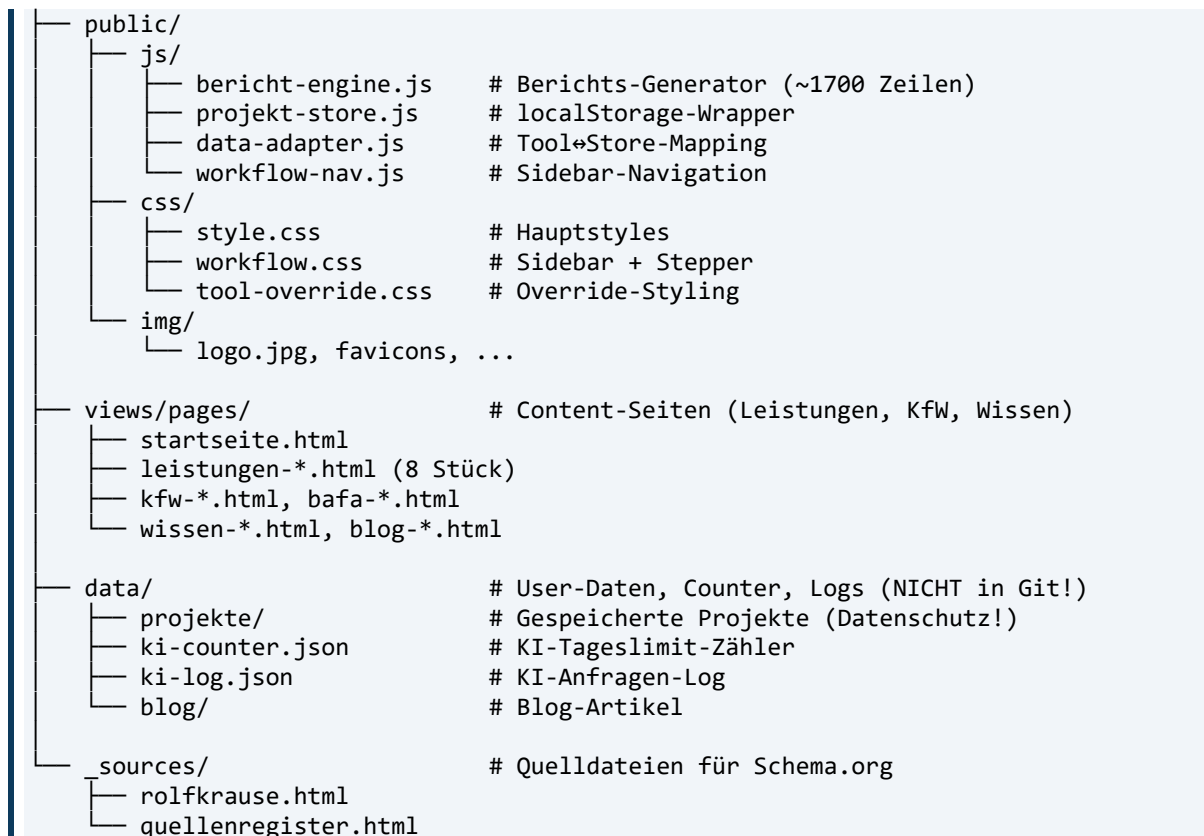 ├── public/
│   ├── js/
│   │   ├── bericht-engine.js    # Berichts-Generator (~1700 Zeilen)
│   │   ├── projekt-store.js     # localStorage-Wrapper
│   │   ├── data-adapter.js      # Tool↔Store-Mapping
│   │   └── workflow-nav.js      # Sidebar-Navigation
│   ├── css/
│   │   ├── style.css            # Hauptstyles
│   │   ├── workflow.css         # Sidebar + Stepper
│   │   └── tool-override.css    # Override-Styling
│   └── img/
│       └── logo.jpg, favicons, ...
│
├── views/pages/                 # Content-Seiten (Leistungen, KfW, Wissen)
│   ├── startseite.html
│   ├── leistungen-*.html (8 Stück)
│   ├── kfw-*.html, bafa-*.html
│   └── wissen-*.html, blog-*.html
│
├── data/                        # User-Daten, Counter, Logs (NICHT in Git!)
│   ├── projekte/                # Gespeicherte Projekte (Datenschutz!)
│   ├── ki-counter.json          # KI-Tageslimit-Zähler
│   ├── ki-log.json              # KI-Anfragen-Log
│   └── blog/                    # Blog-Artikel
│
└── _sources/                    # Quelldateien für Schema.org
    ├── rolfkrause.html
    └── quellenregister.html